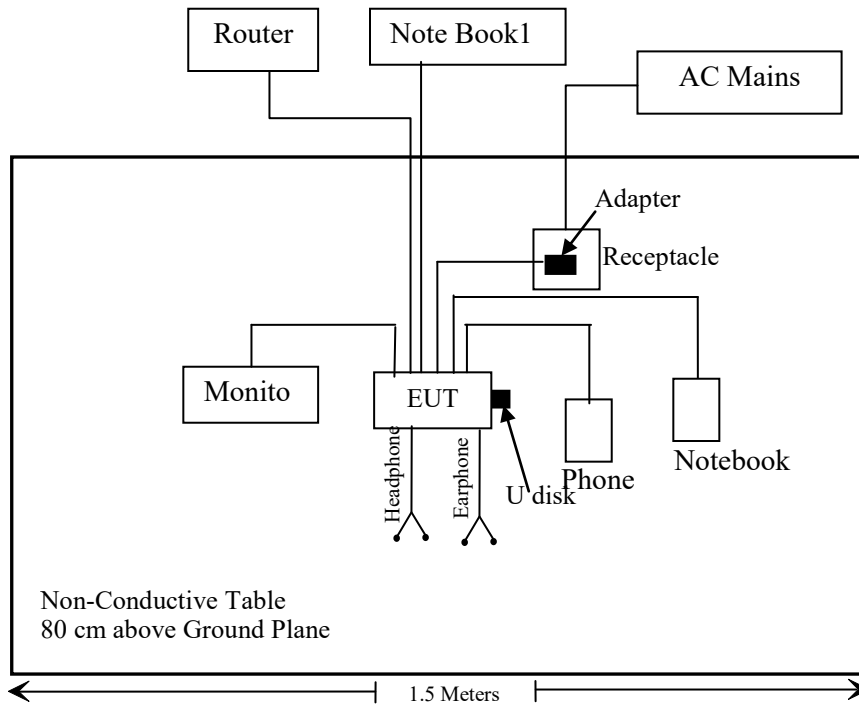 Router
Note Book1
AC Mains
Adapter
Receptacle
Monito
EUT
Headphone
Earphone
U disk
Phone
Notebook
Non-Conductive Table
80 cm above Ground Plane
1.5 Meters